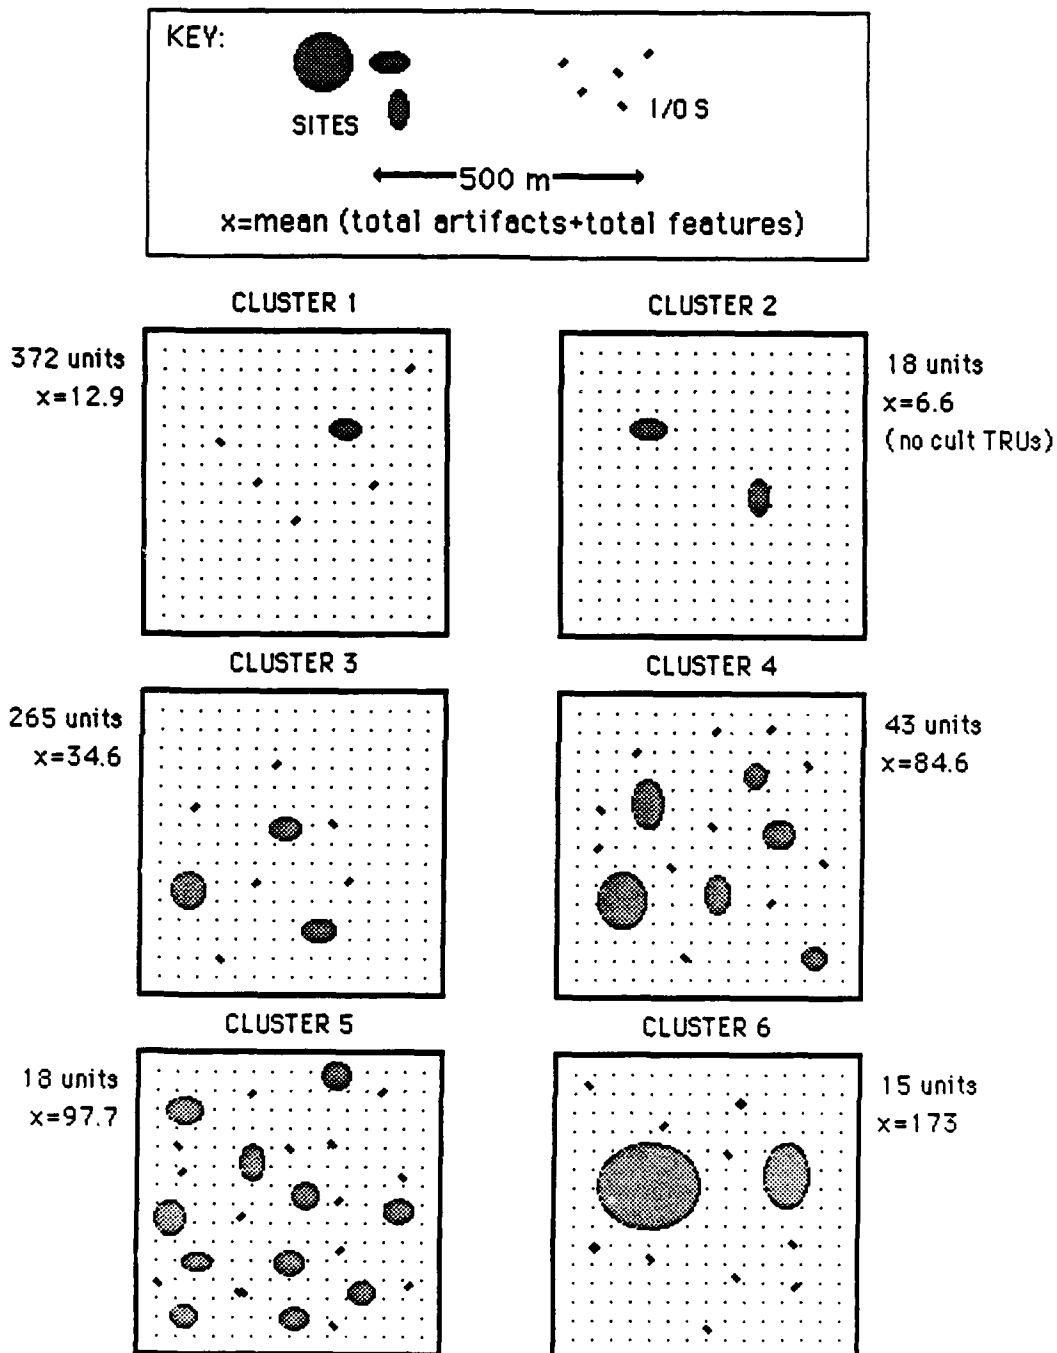 KEY:
SITES
I/O S
500 m
x=mean (total artifacts+total features)
CLUSTER 1
372 units
x=12.9
CLUSTER 2
18 units
x=6.6
(no cult TRUs)
CLUSTER 3
265 units
x=34.6
CLUSTER 4
43 units
x=84.6
CLUSTER 5
18 units
x=97.7
CLUSTER 6
15 units
x=173